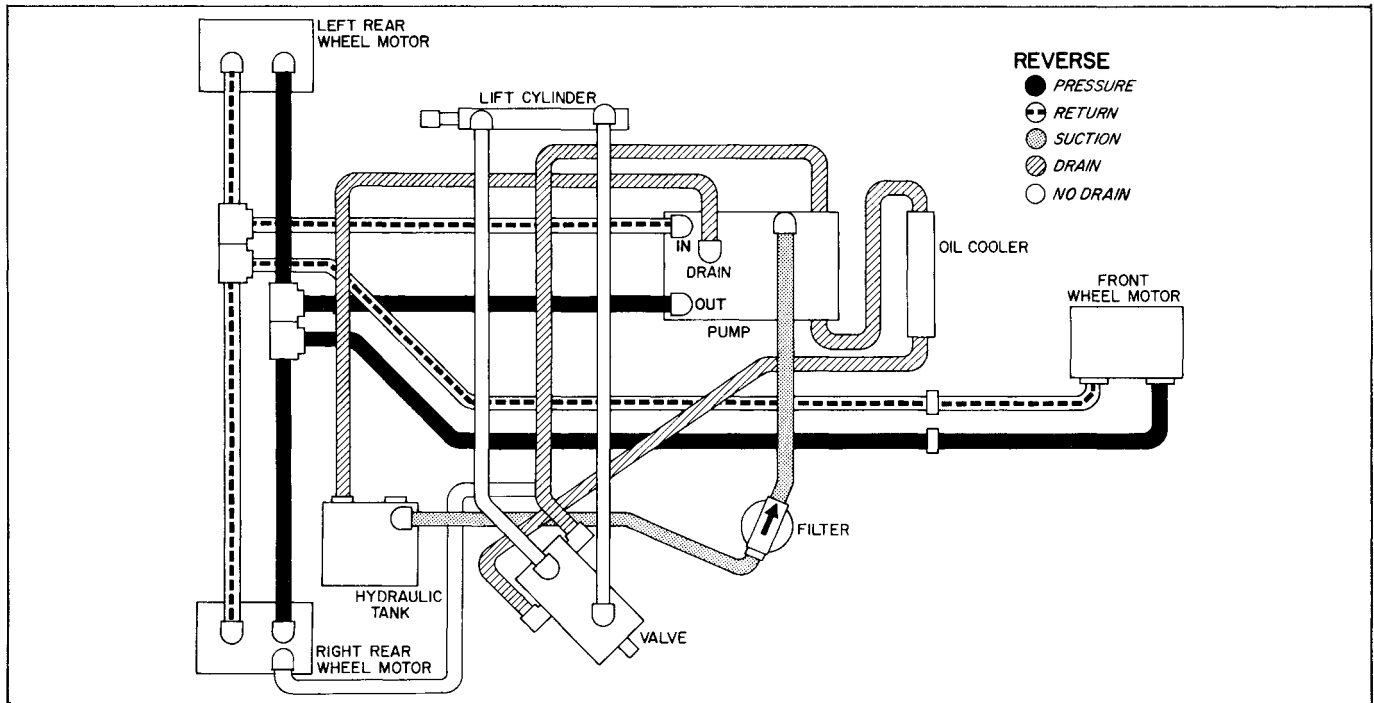 LEFT REAR
WHEEL MOTOR
LIFT CYLINDER
REVERSE
PRESSURE
RETURN
SUCTION
DRAIN
NO DRAIN
IN
DRAIN
OUT
PUMP
OIL COOLER
FRONT
WHEEL MOTOR
FILTER
HYDRAULIC
TANK
VALVE
RIGHT REAR
WHEEL MOTOR